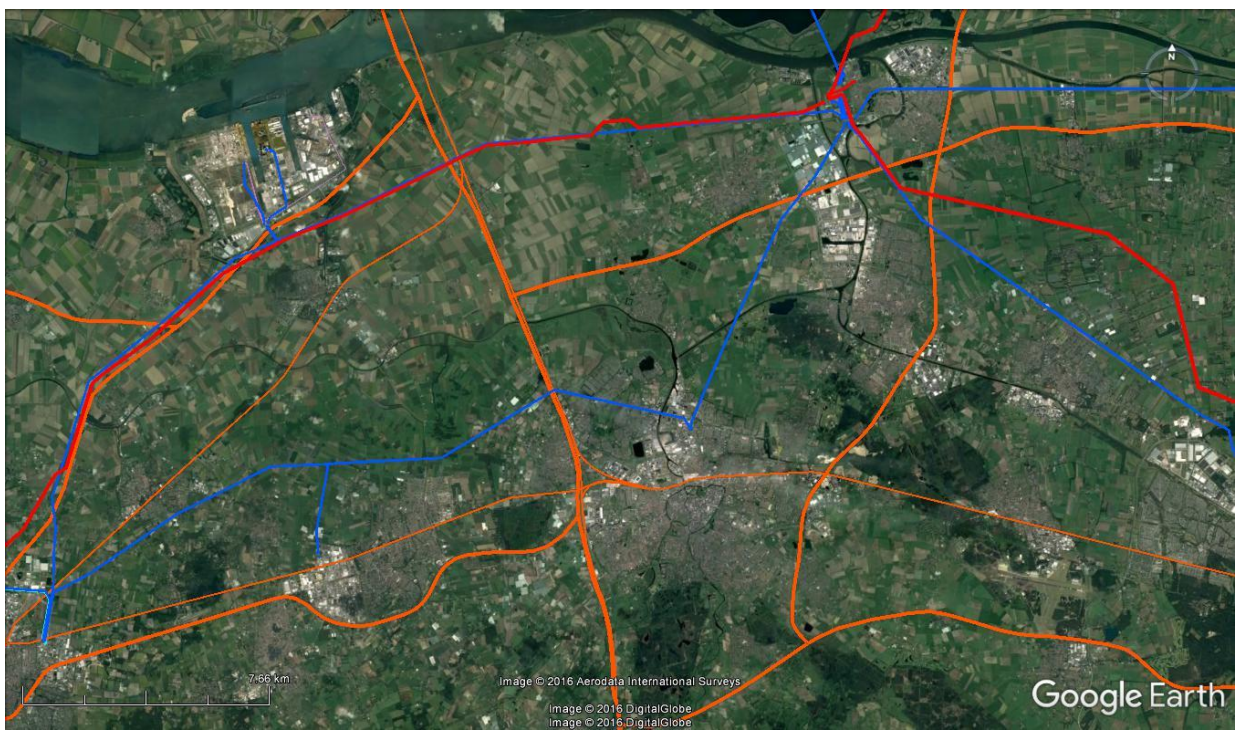 N
7.66 km
Image © 2016 Aerodata International Surveys
Image © 2016 DigitalGlobe
Image © 2016 DigitalGlobe
Google Earth